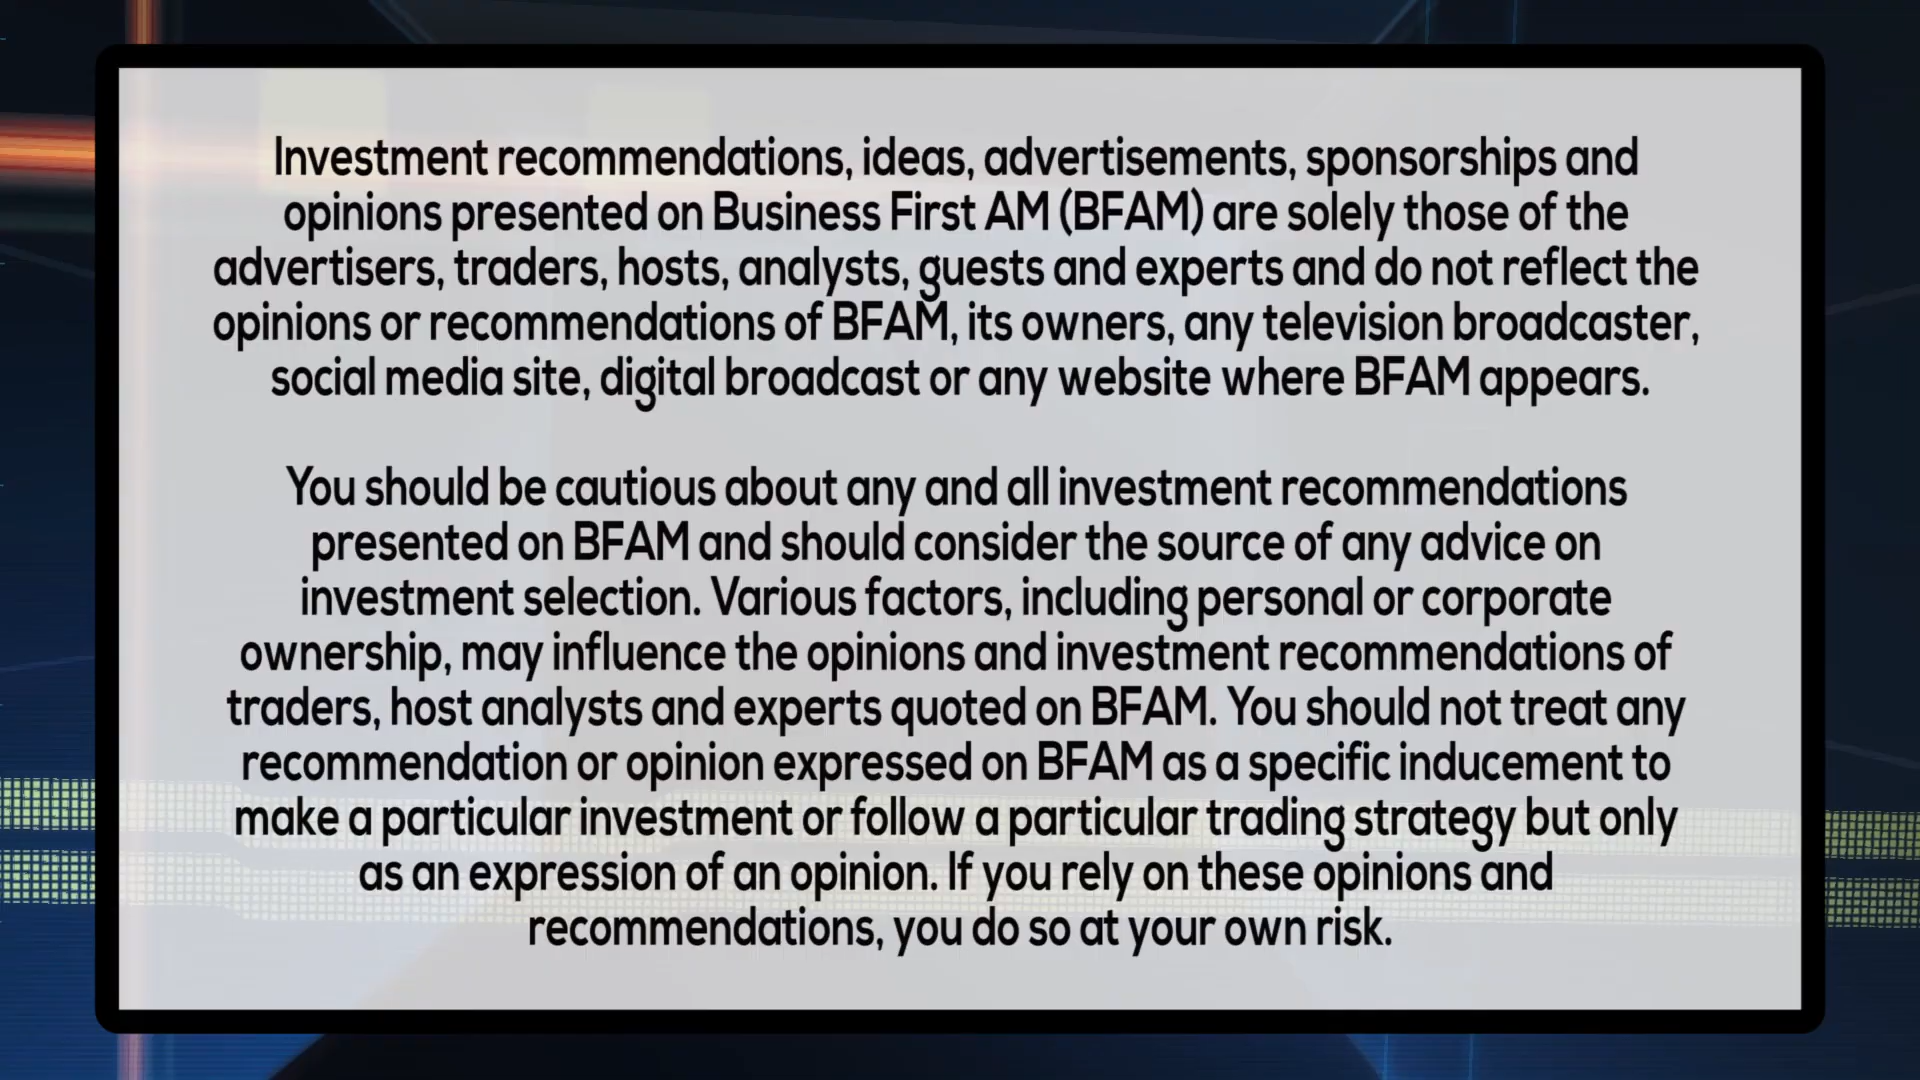 Investment recommendations, ideas, advertisements, sponsorships and
opinions presented on Business First AM (BFAM) are solely those of the
advertisers, traders, hosts, analysts, guests and experts and do not reflect the
opinions or recommendations of BFAM, its owners, any television broadcaster,
social media site, digital broadcast or any website where BFAM appears.
You should be cautious about any and all investment recommendations
presented on BFAM and should consider the source of any advice on
investment selection. Various factors, including personal or corporate
ownership, may influence the opinions and investment recommendations of
traders, host analysts and experts quoted on BFAM. You should not treat any
recommendation or opinion expressed on BFAM as a specific inducement to
make a particular investment or follow a particular trading strategy but only
as an expression of an opinion. If you rely on these opinions and
recommendations, you do so at your own risk.